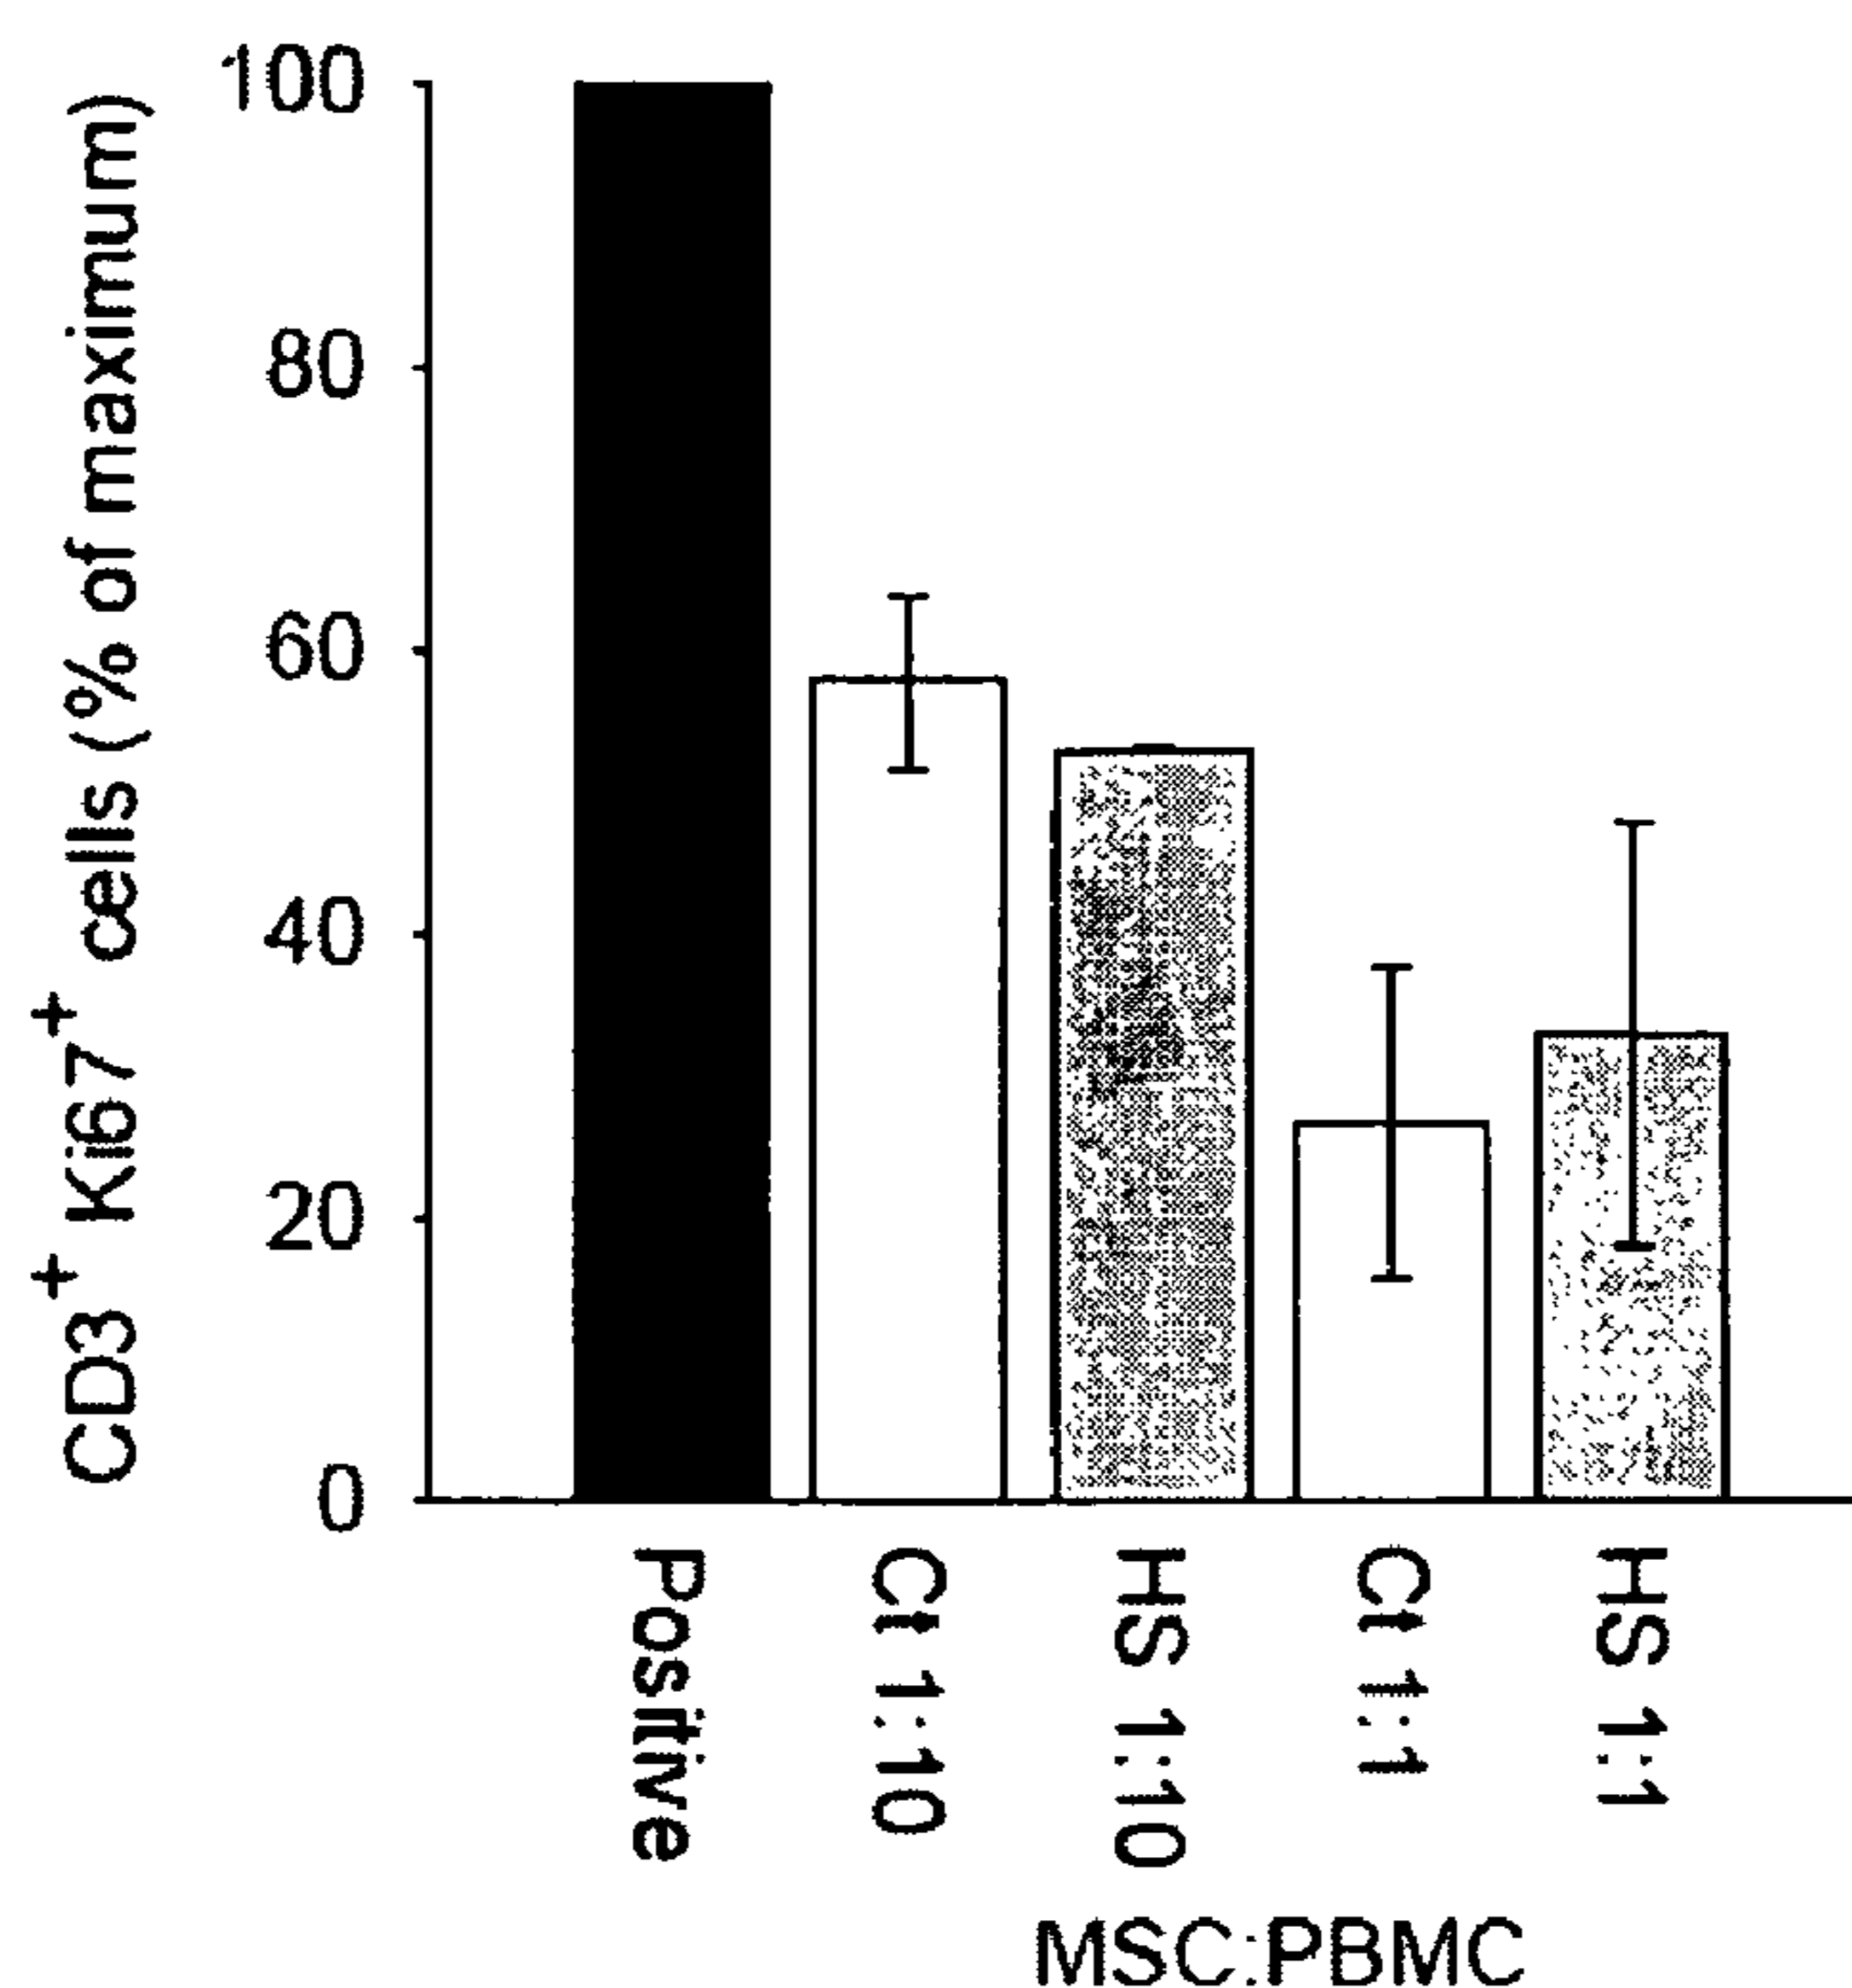 CD3+ Ki67+ cells (% of maximum)
100
80
60
40
20
0
Positive
Ct 1:10
HS 1:10
Ct 1:1
HS 1:1
MSC:PBMC